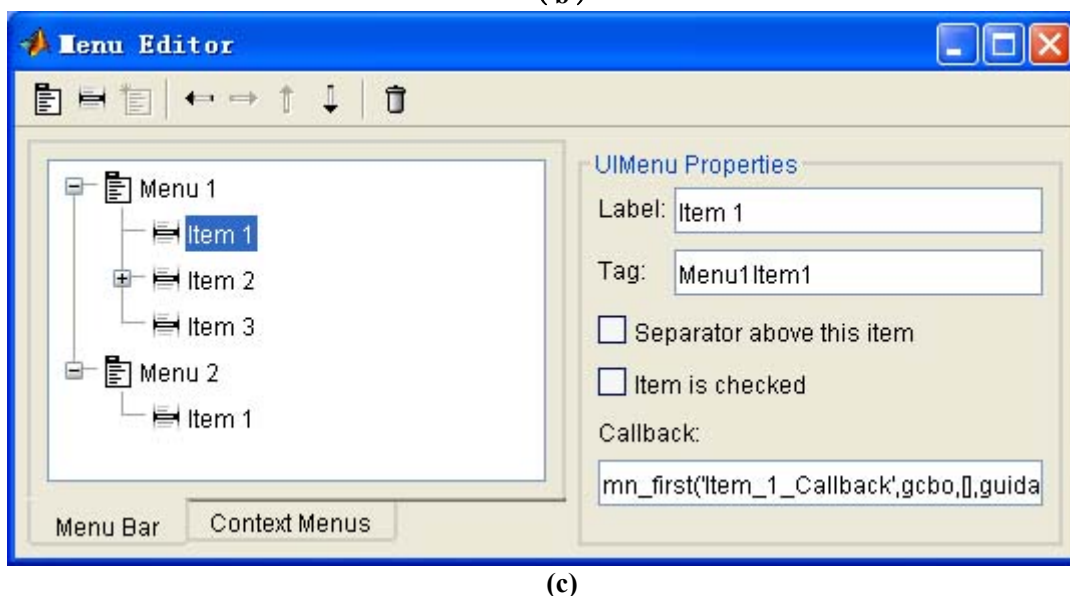 ( b )
Menu Editor
Menu 1
Item 1
Item 2
Item 3
Menu 2
Item 1
Menu Bar
Context Menus
UIMenu Properties
Label: Item 1
Tag: Menu1Item1
Separator above this item
Item is checked
Callback:
mn_first('Item_1_Callback',gcbo,[],guida
(c)